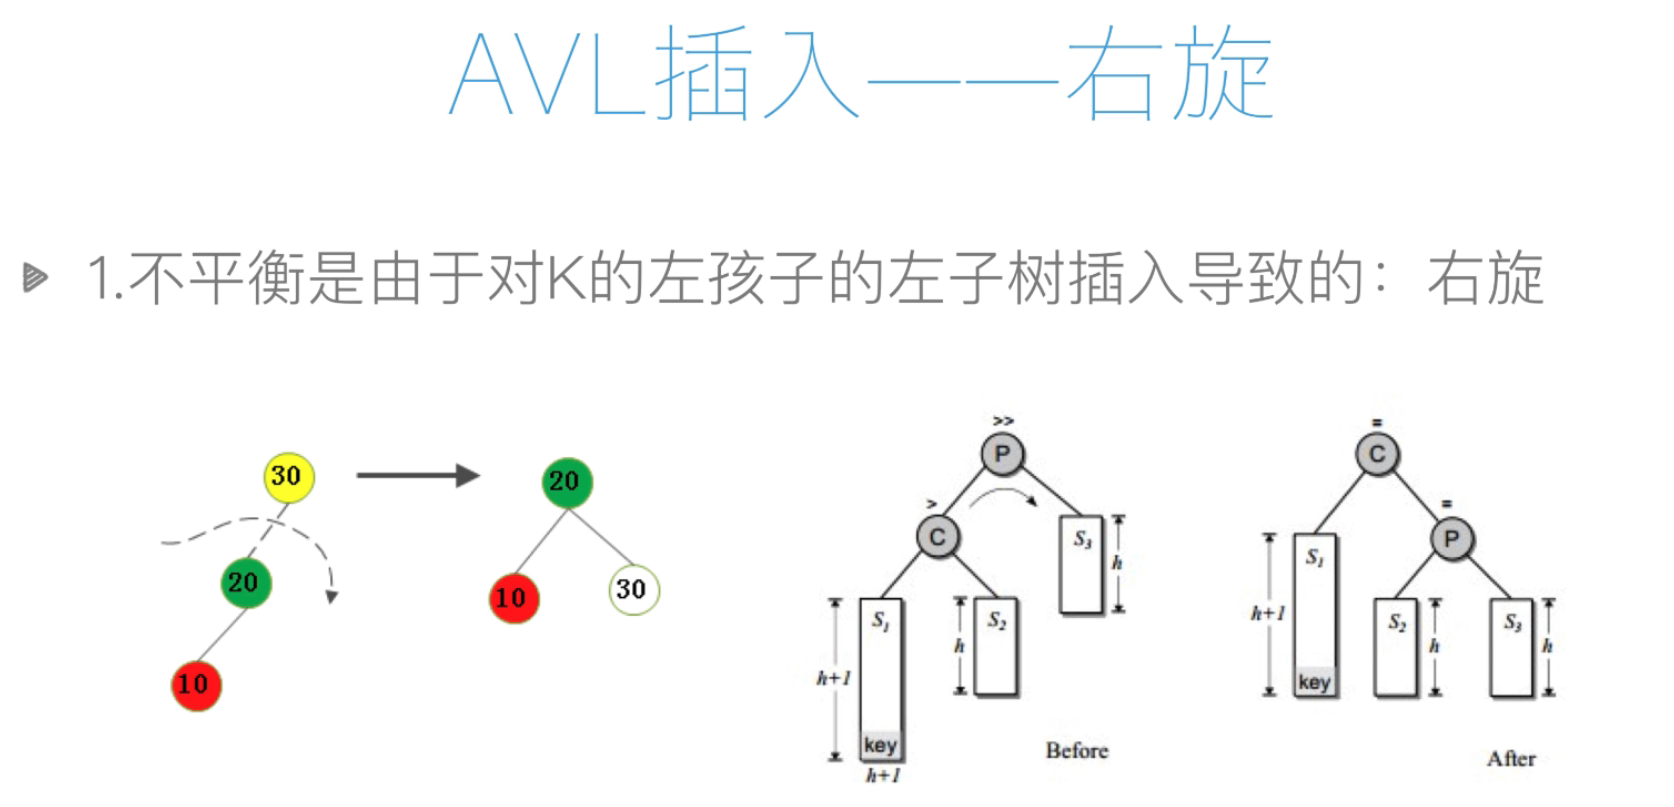 AVL插入——右旋
1.不平衡是由于对K的左孩子的左子树插入导致的：右旋
30
20
10
20
10
30
>>
P
>
C
S1
S2
S3
h
h
h+1
key
h+1
Before
=
C
=
P
S1
S2
S3
h+1
h
h
key
After